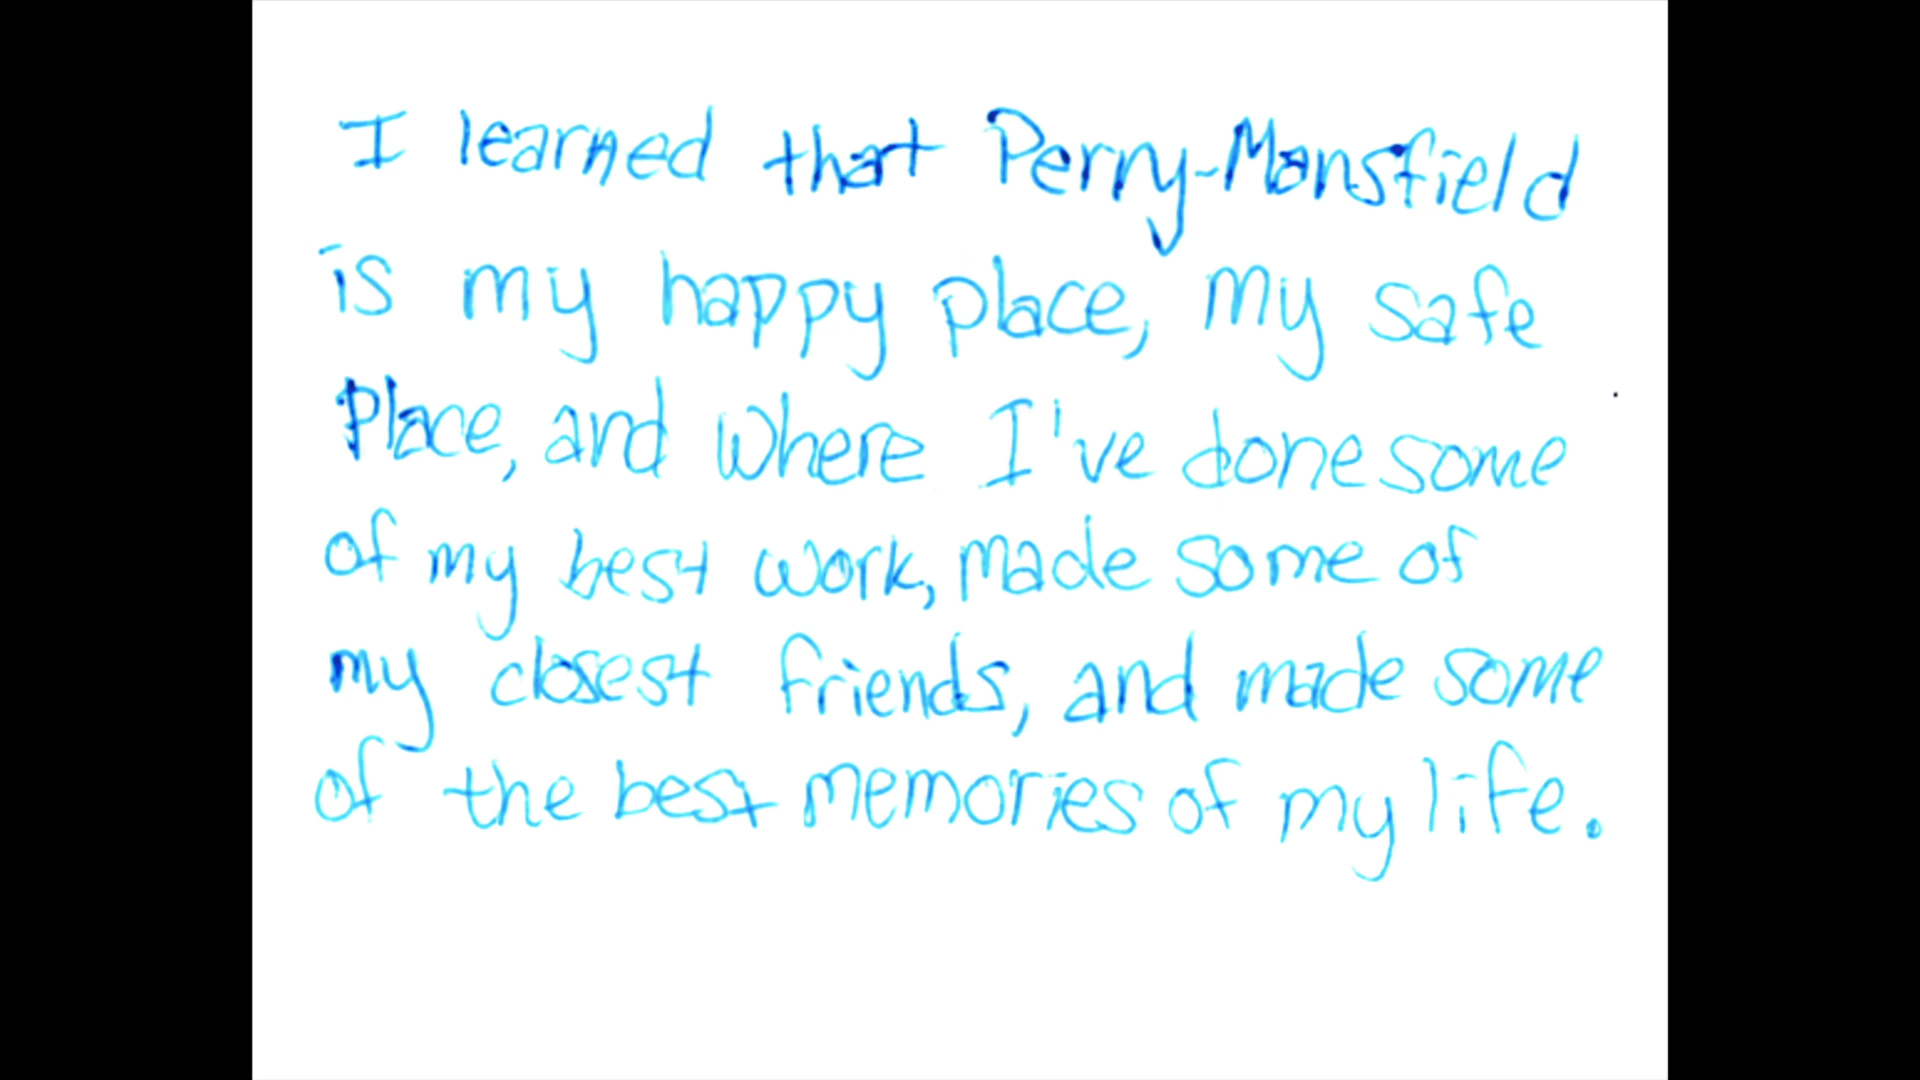 I learned that Perry-Mansfield
is my happy place, my safe
Place, and where I've done some
of my best work, made some of
my closest friends, and made some
of the best memories of my life.